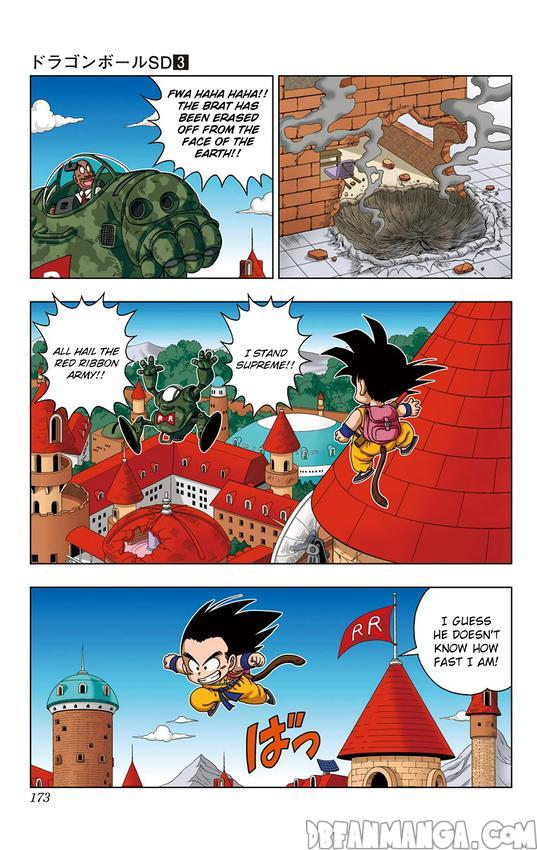 ドラゴンボールSD3
FWA HAHA HAHA!!
THE BRAT HAS
BEEN ERASED
OFF FROM THE
FACE OF THE
EARTH!!
R
ALL HAIL THE
RED RIBBON
ARMY!!
I STAND
SUPREME!!
R R
RR
I GUESS
HE DOESN'T
KNOW HOW
FAST I AM!
ばっ
173
DBFANMANGA.COM